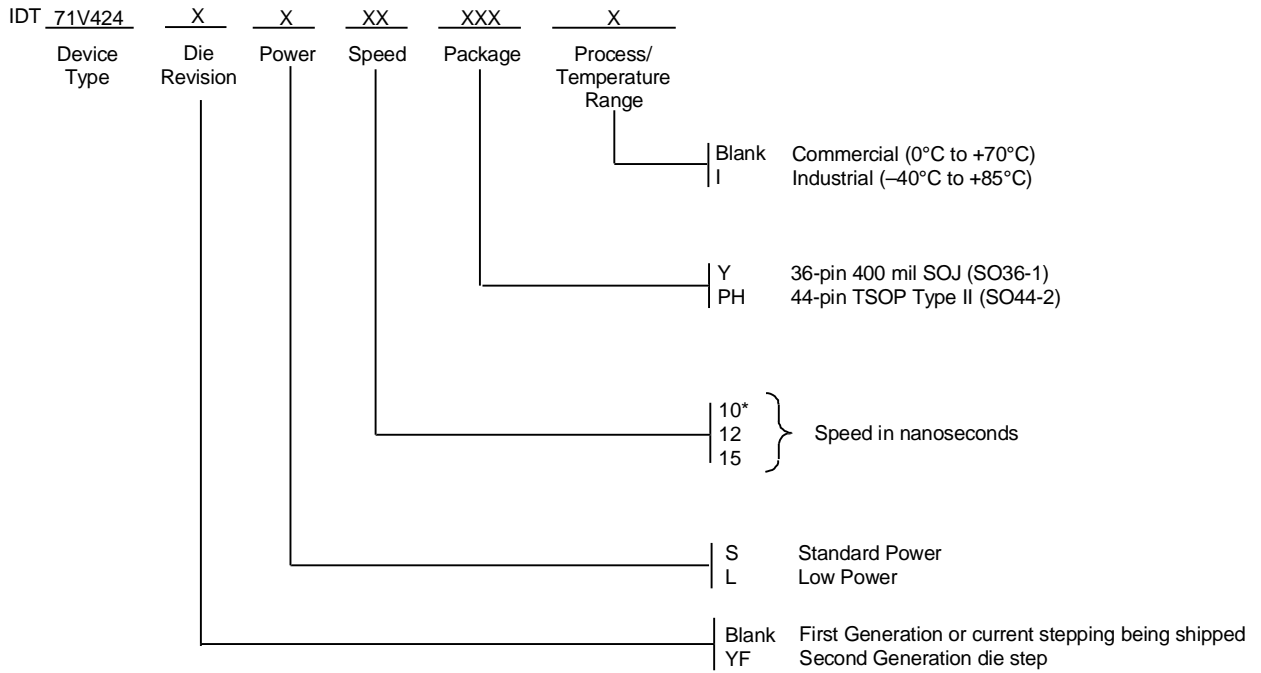 IDT 71V424 X X XX XXX X
Device Type
Die Revision
Power
Speed
Package
Process/ Temperature Range
Blank Commercial (0°C to +70°C)
I Industrial (–40°C to +85°C)
Y 36-pin 400 mil SOJ (SO36-1)
PH 44-pin TSOP Type II (SO44-2)
10*
12
15
Speed in nanoseconds
S Standard Power
L Low Power
Blank First Generation or current stepping being shipped
YF Second Generation die step